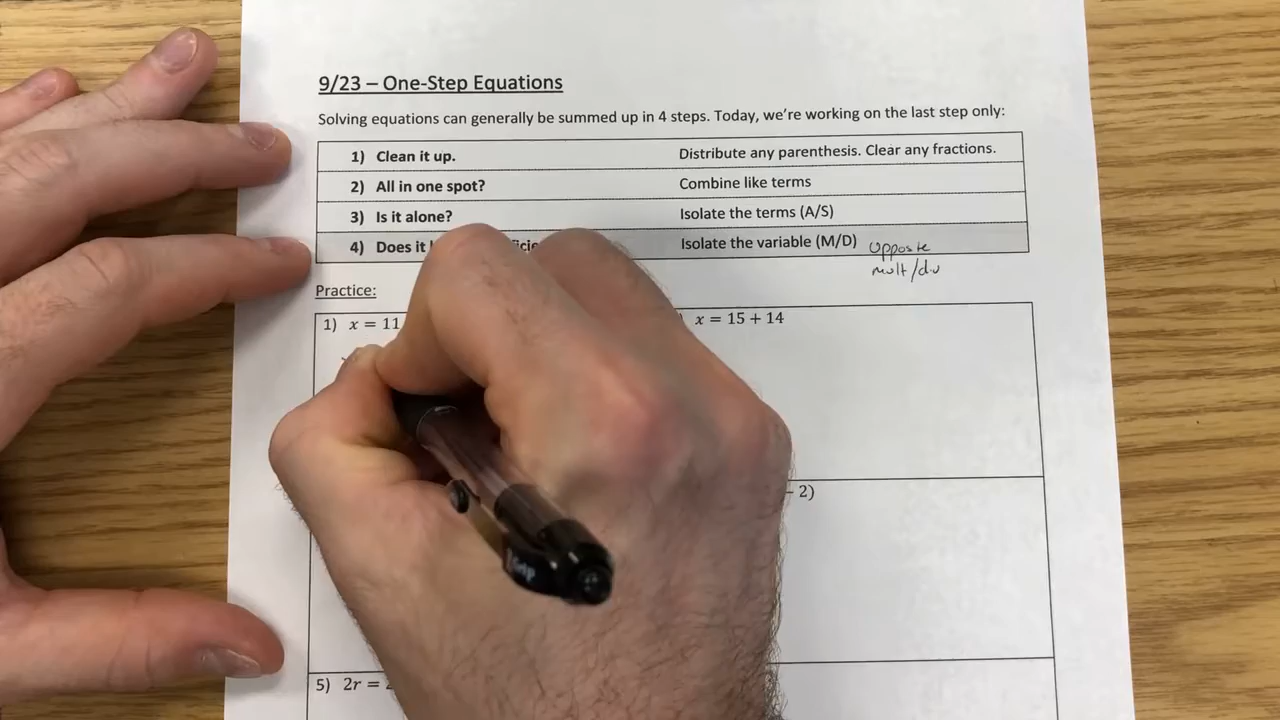 9/23 – One-Step Equations
Solving equations can generally be summed up in 4 steps. Today, we're working on the last step only:
1) Clean it up. Distribute any parenthesis. Clear any fractions.
2) All in one spot? Combine like terms
3) Is it alone? Isolate the terms (A/S)
4) Does it Isolate the variable (M/D) opposite
mult/div
Practice:
1) x = 11 x = 15 + 14
– 2)
5) 2r =